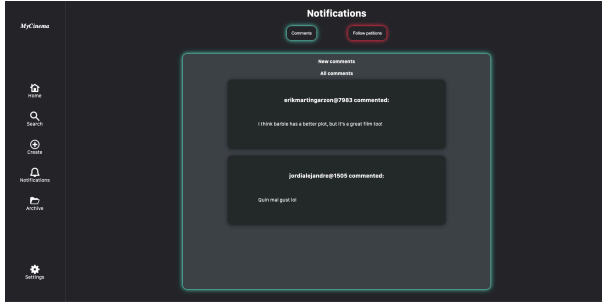 MyCinema
Home
Search
Create
Notifications
Archive
Settings
Notifications
Comments
Follow petitions
New comments
All comments
erikmartingarzon@7983 commented:
I think barbie has a better plot, but it's a great film too!
jordialejandre@1505 commented:
Quin mal gust lol